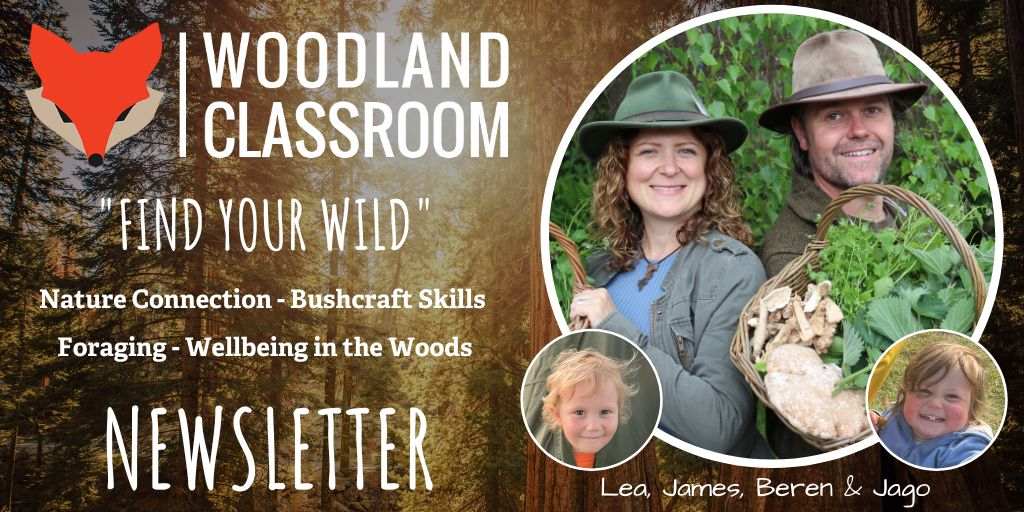 WOODLAND
CLASSROOM
"FIND YOUR WILD"
Nature Connection - Bushcraft Skills
Foraging - Wellbeing in the Woods
NEWSLETTER
Lea, James, Beren & Jago